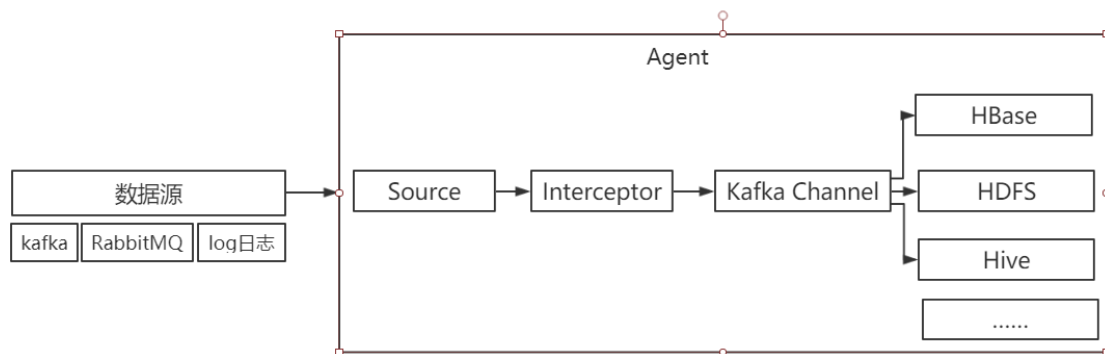 Agent
HBase
数据源
Source
Interceptor
Kafka Channel
HDFS
kafka
RabbitMQ
log日志
Hive
......